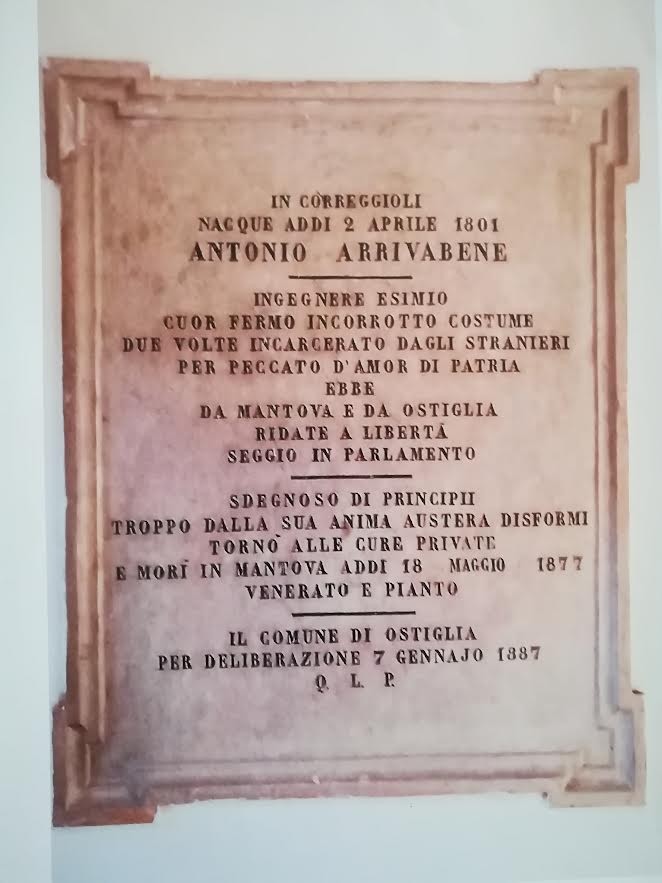 IN CORREGGIOLI
NACQUE ADDI 2 APRILE 1801
ANTONIO ARRIVABENE
INGEGNERE ESIMIO
CUOR FERMO INCORROTTO COSTUME
DUE VOLTE INCARCERATO DAGLI STRANIERI
PER PECCATO D'AMOR DI PATRIA
EBBE
DA MANTOVA E DA OSTIGLIA
RIDATE A LIBERTÀ
SEGGIO IN PARLAMENTO
SDEGNOSO DI PRINCIPII
TROPPO DALLA SUA ANIMA AUSTERA DISFORMI
TORNÒ ALLE CURE PRIVATE
E MORÌ IN MANTOVA ADDI 18 MAGGIO 1877
VENERATO E PIANTO
IL COMUNE DI OSTIGLIA
PER DELIBERAZIONE 7 GENNAJO 1887
Q. L. P.